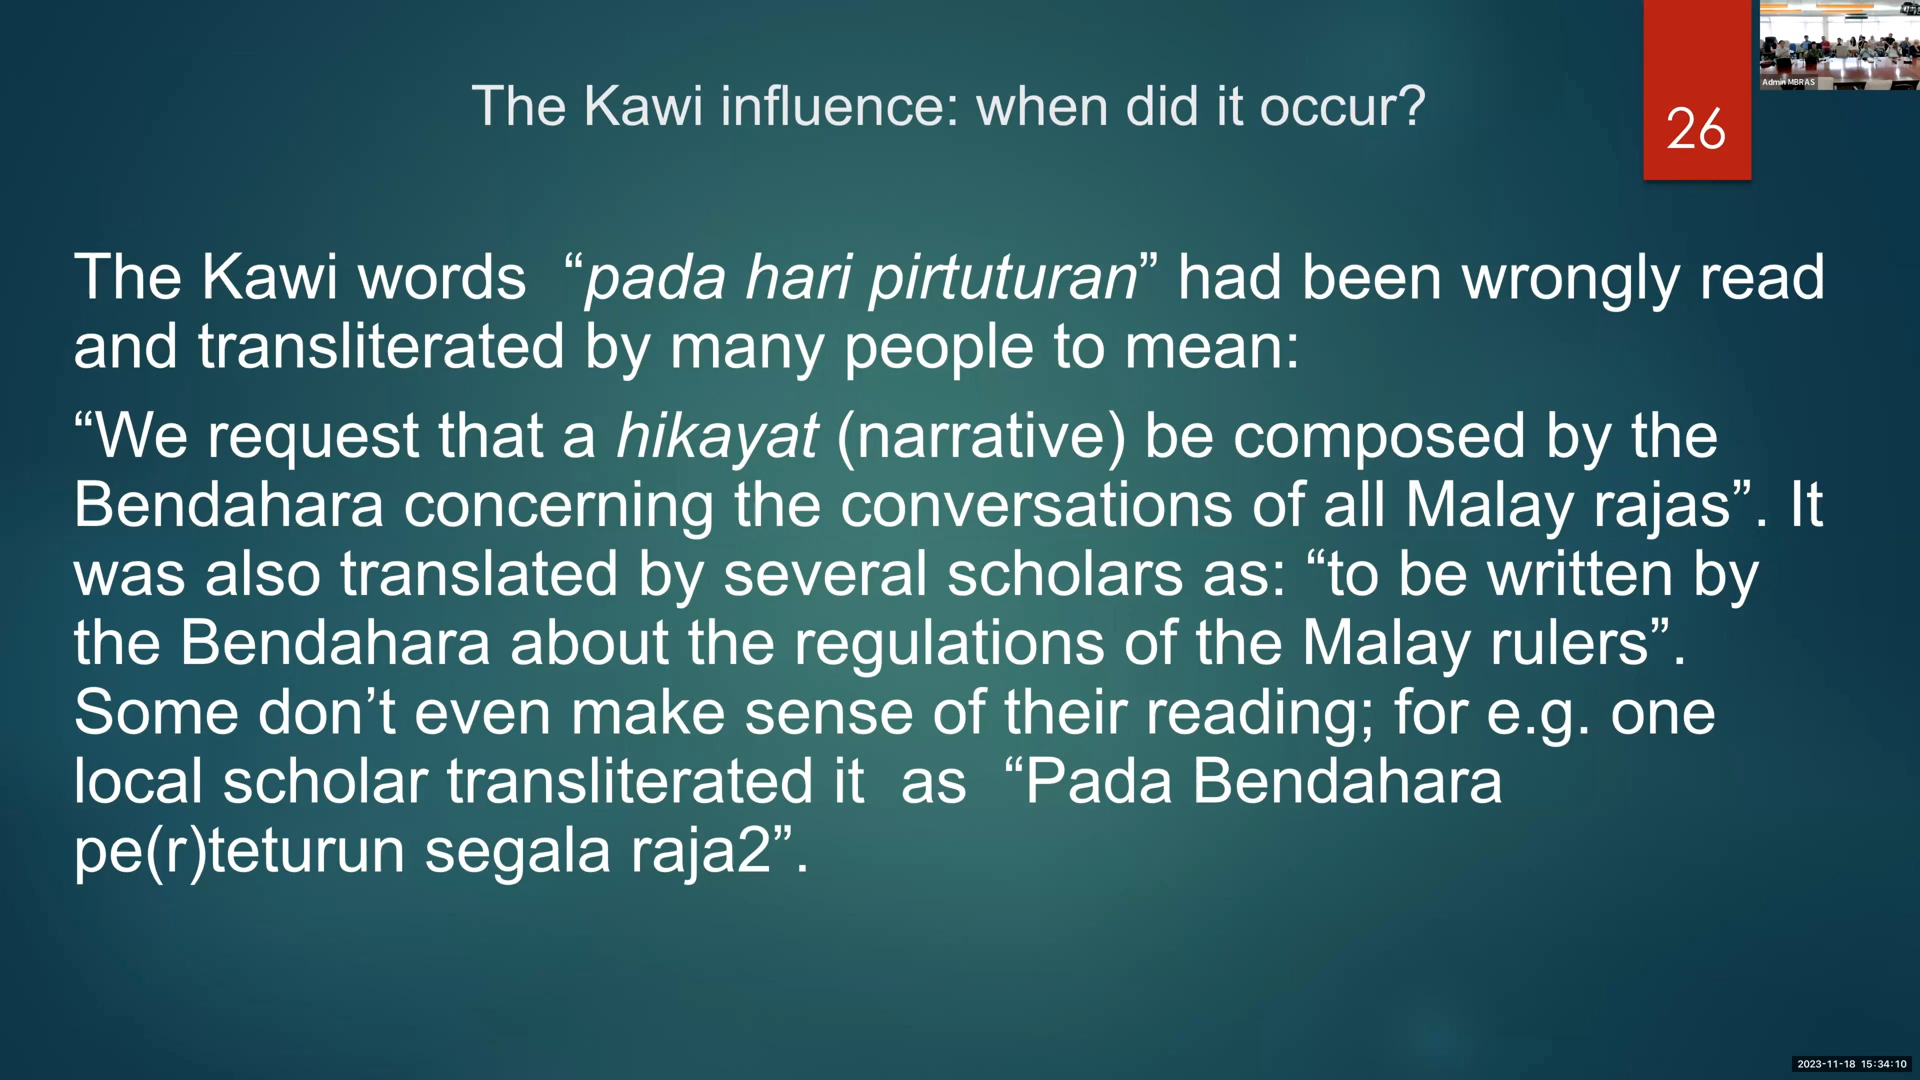 The Kawi influence: when did it occur?
26
Admin MBRAS
The Kawi words “pada hari pirtuturan” had been wrongly read
and transliterated by many people to mean:
“We request that a hikayat (narrative) be composed by the
Bendahara concerning the conversations of all Malay rajas”. It
was also translated by several scholars as: “to be written by
the Bendahara about the regulations of the Malay rulers”.
Some don’t even make sense of their reading; for e.g. one
local scholar transliterated it as “Pada Bendahara
pe(r)teturun segala raja2”.
2023-11-18 15:34:10